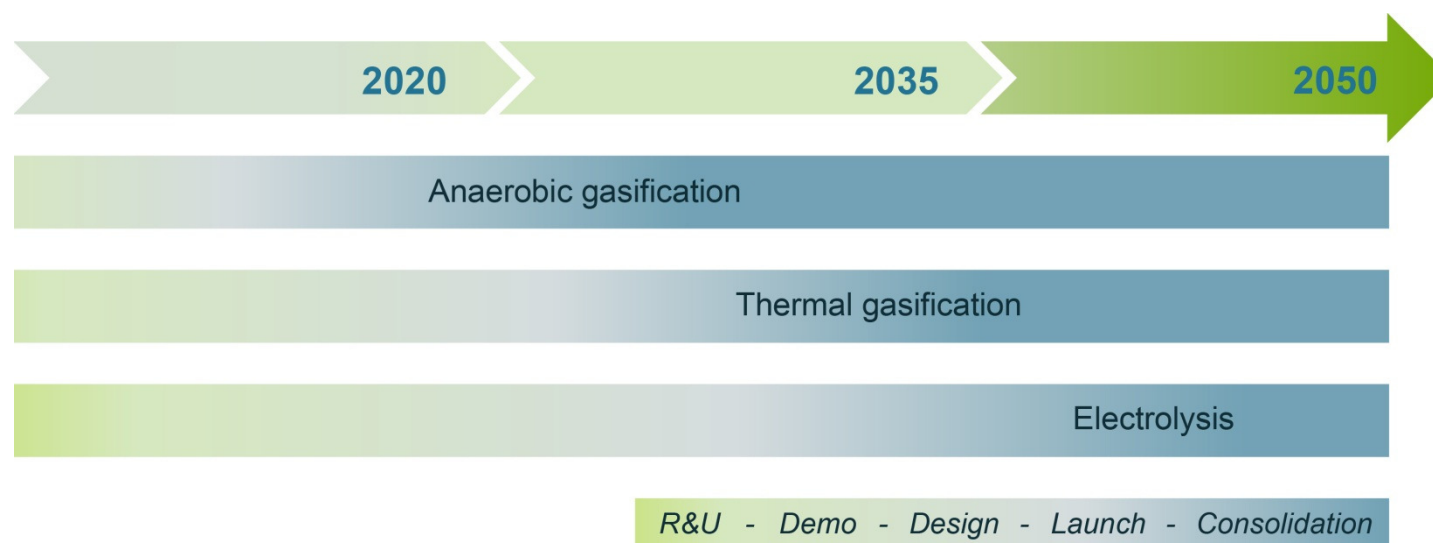 2020 2035 2050
Anaerobic gasification
Thermal gasification
Electrolysis
R&U - Demo - Design - Launch - Consolidation